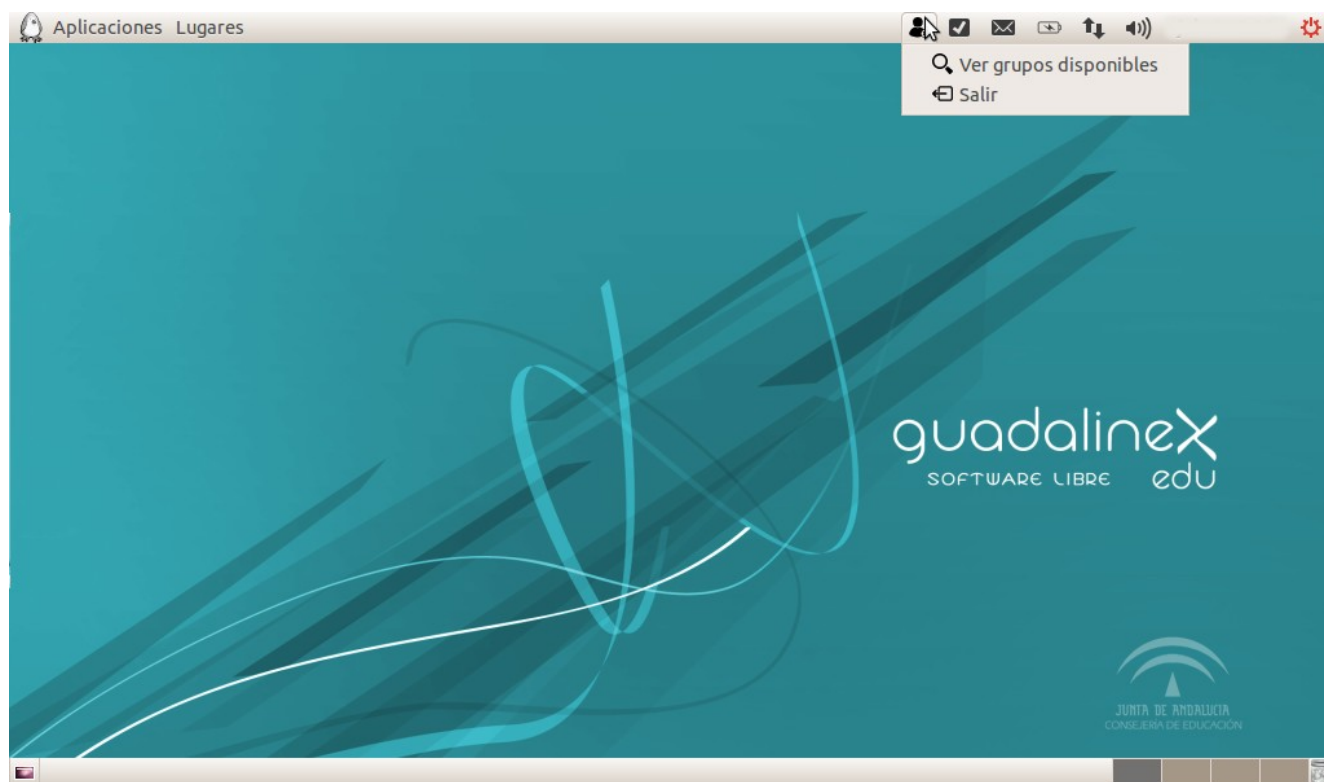 Aplicaciones Lugares
Ver grupos disponibles
Salir
guadalinex
SOFTWARE LIBRE edu
JUNTA DE ANDALUCIA
CONSEJERÍA DE EDUCACIÓN